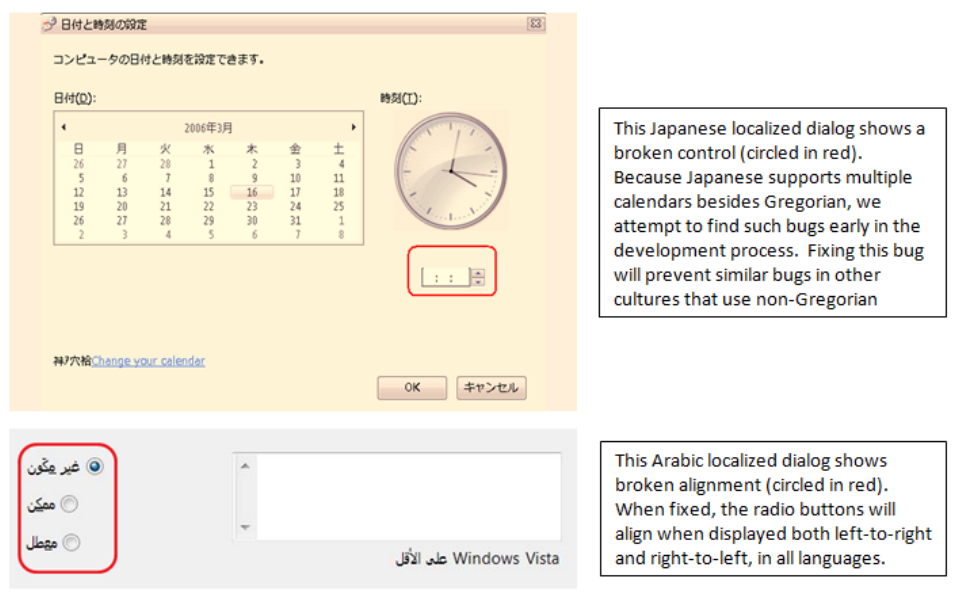 日付と時刻の設定
コンピュータの日付と時刻を設定できます。
日付(D):
時刻(T):
2006年3月
日 月 火 水 木 金 土
26 27 28 1 2 3 4
5 6 7 8 9 10 11
12 13 14 15 16 17 18
19 20 21 22 23 24 25
26 27 28 29 30 31 1
2 3 4 5 6 7 8
: :
Change your calendar
OK キャンセル
This Japanese localized dialog shows a
broken control (circled in red).
Because Japanese supports multiple
calendars besides Gregorian, we
attempt to find such bugs early in the
development process. Fixing this bug
will prevent similar bugs in other
cultures that use non-Gregorian
غير مكّون
ممكن
معطل
Windows Vista على الأقل
This Arabic localized dialog shows
broken alignment (circled in red).
When fixed, the radio buttons will
align when displayed both left-to-right
and right-to-left, in all languages.